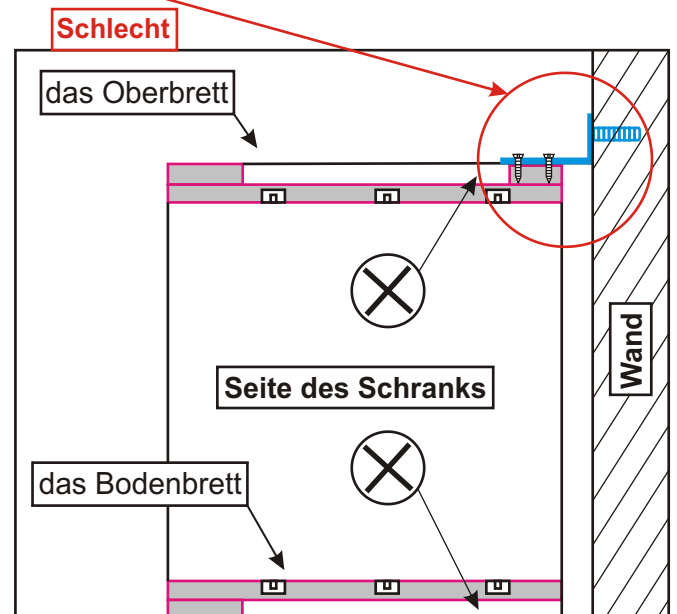 Schlecht
das Oberbrett
Wand
Seite des Schranks
das Bodenbrett